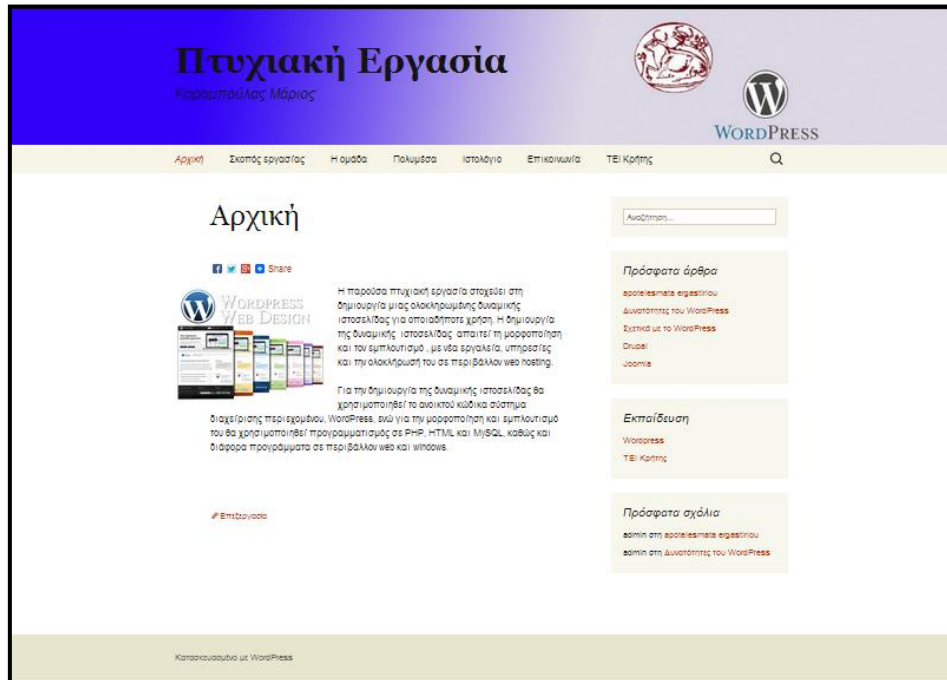 Πτυχιακή Εργασία
Καραμπούλας Μάριος
WORDPRESS
Αρχική Σκοπός εργασίας Η ομάδα Πολυμέσα Ιστολόγιο Επικοινωνία ΤΕΙ Κρήτης
Αρχική
Share
WORDPRESS
WEB DESIGN
Η παρούσα πτυχιακή εργασία στοχεύει στη
δημιουργία μιας ολοκληρωμένης δυναμικής
ιστοσελίδας για οποιαδήποτε χρήση. Η δημιουργία
της δυναμικής ιστοσελίδας απαιτεί τη μορφοποίηση
και τον εμπλουτισμό , με νέα εργαλεία, υπηρεσίες
και την ολοκλήρωσή του σε περιβάλλον web hosting.
Για την δημιουργία της δυναμικής ιστοσελίδας θα
χρησιμοποιηθεί το ανοικτού κώδικα σύστημα
διαχείρισης περιεχομένου, WordPress, ενώ για την μορφοποίηση και εμπλουτισμό
του θα χρησιμοποιηθεί προγραμματισμός σε PHP, HTML και MySQL, καθώς και
διάφορα προγράμματα σε περιβάλλον web και windows.
Επεξεργασία
Αναζήτηση...
Πρόσφατα άρθρα
apotelesmata ergastiriou
Δυνατότητες του WordPress
Σχετικά με το WordPress
Drupal
Joomla
Εκπαίδευση
Wordpress
ΤΕΙ Κρήτης
Πρόσφατα σχόλια
admin στη apotelesmata ergastiriou
admin στη Δυνατότητες του WordPress
Κατασκευασμένο με WordPress